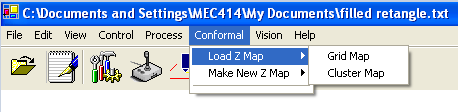 C:\Documents and Settings\MEC414\My Documents\filled retangle.txt
File Edit View Control Process Conformal Vision Help
Load Z Map Grid Map
Make New Z Map Cluster Map